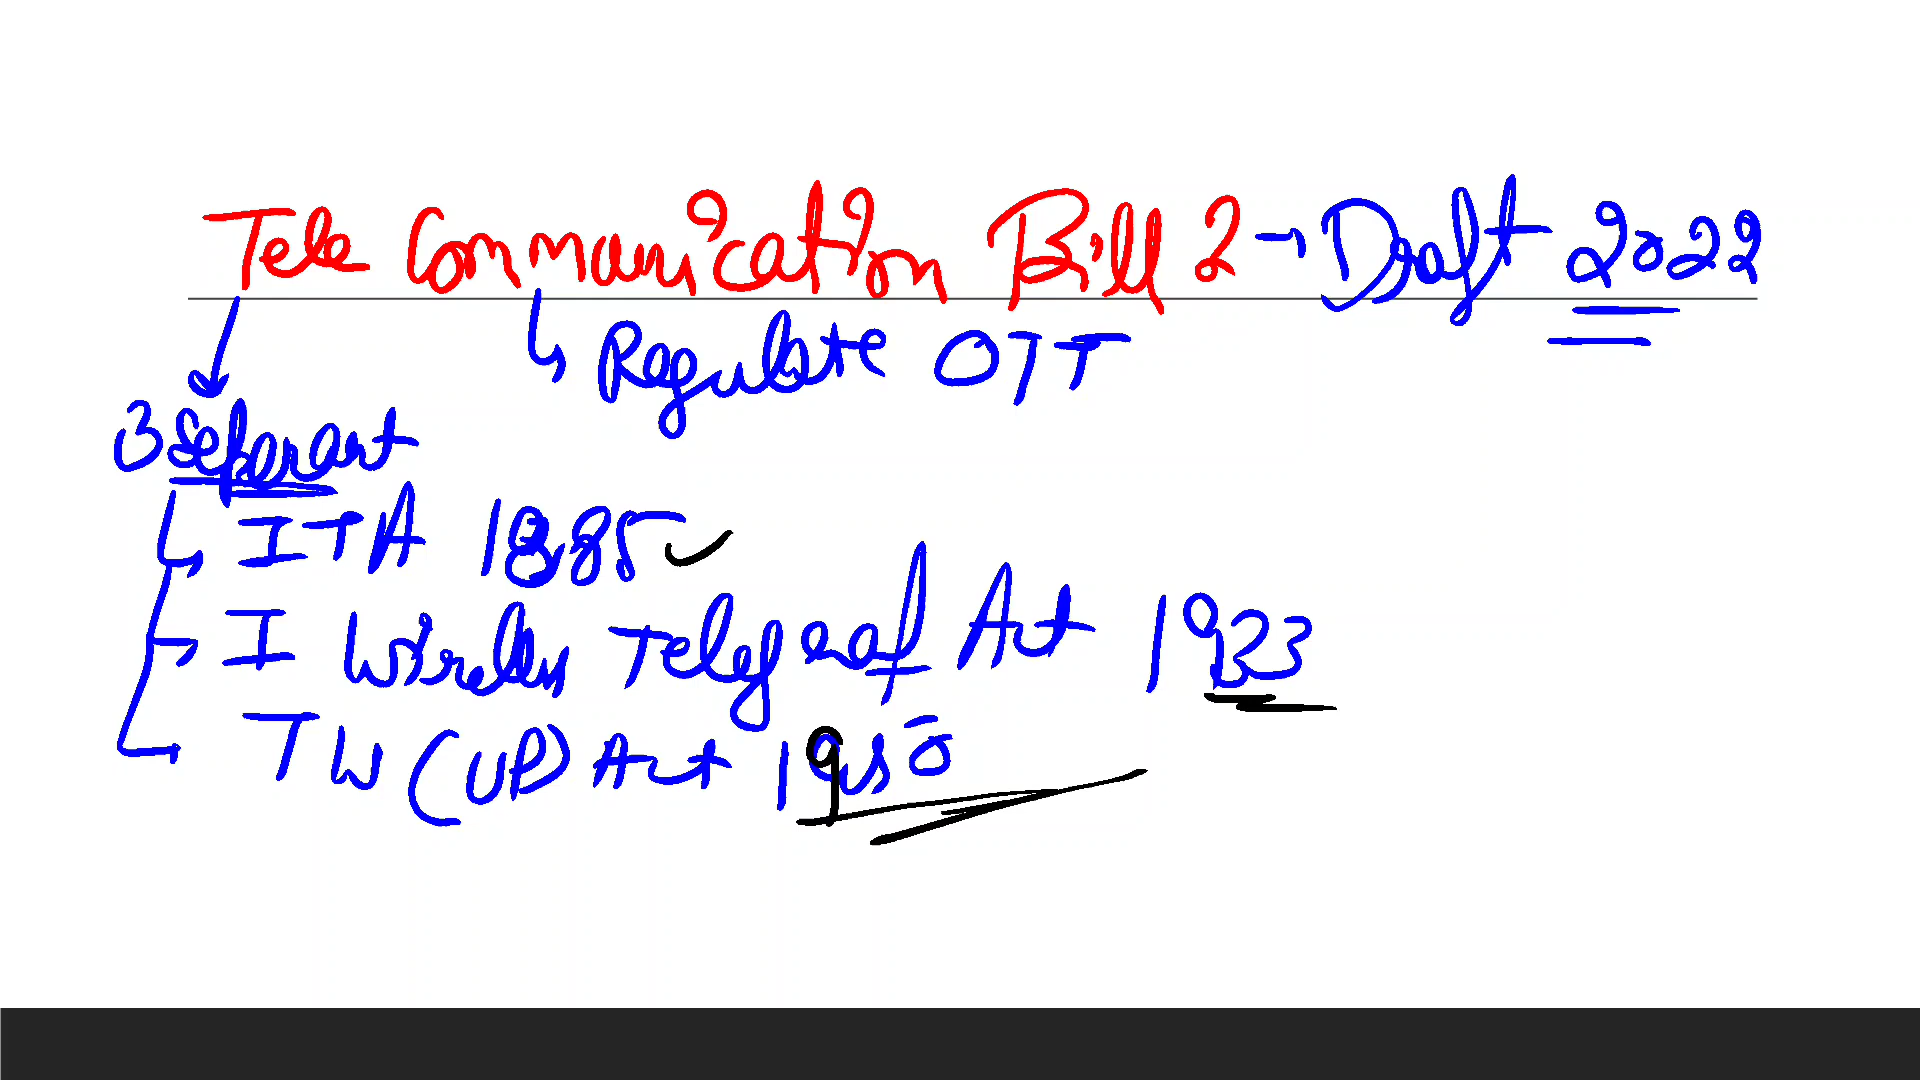 Tele Communication Bill 2 → Draft 2022
Regulate OTT
3 Seperant
ITA 1885
I Wireless Telegraf Act 1923
TW (UP) Act 1950